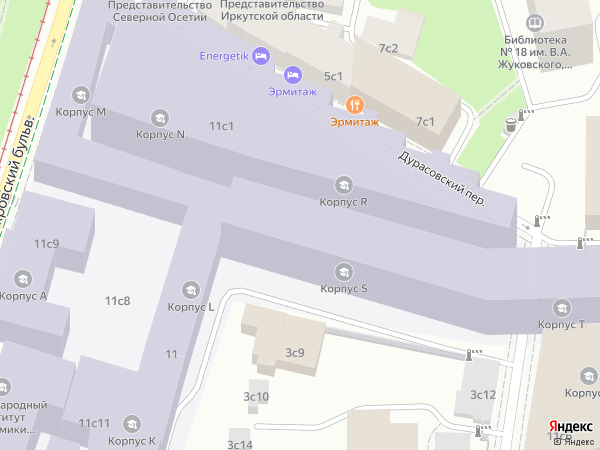 Представительство
Северной Осетии
Представительство
Иркутской области
7с2
Библиотека
№ 18 им. В.А.
Жуковского,...
Energetik
5с1
Эрмитаж
Эрмитаж
7с1
Корпус M
Корпус N
11с1
Дурасовский пер.
Корпус R
11с9
Корпус A
11с8
Корпус L
Корпус S
Корпус T
11
3с9
3с10
3с12
11с11
Корпус K
3с14
Яндекс
© Яндекс